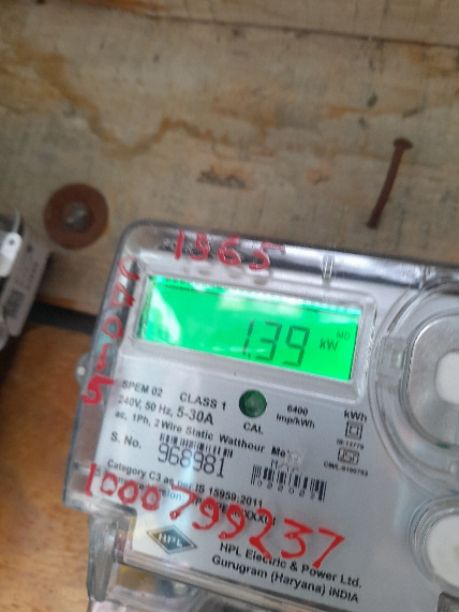 1965
1.39
MD
kW
SPEM 02 CLASS 1
6400
imp/kWh
kWh
240V, 50 Hz, 5-30A
CAL
ac, 1Ph, 2 Wire Static Watthour
S. No.
968981
Category C3 as per IS 15959:2011
1000799237
HPL
HPL Electric & Power Ltd.
Gurugram (Haryana) INDIA